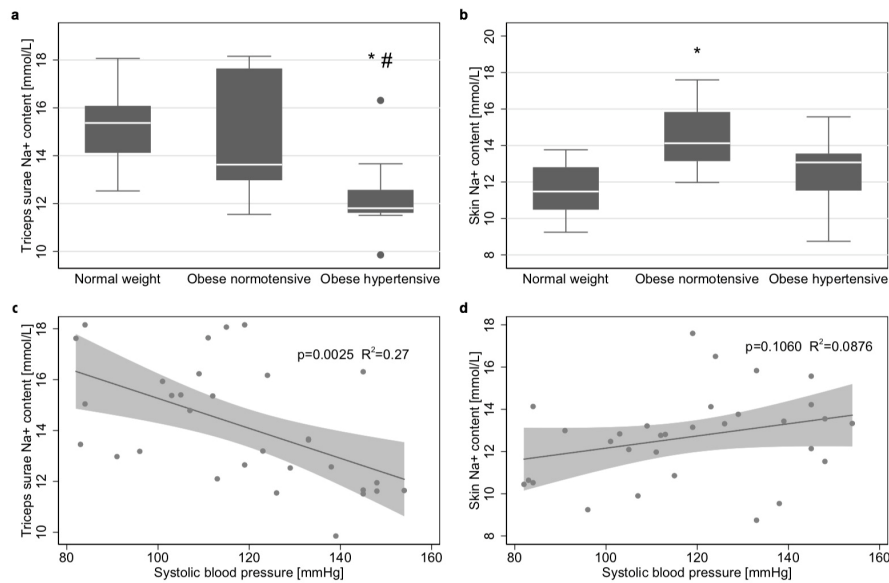 a
Triceps surae Na+ content [mmol/L]
18
16
14
12
10
* #
Normal weight Obese normotensive Obese hypertensive
b
Skin Na+ content [mmol/L]
20
18
16
14
12
10
8
*
Normal weight Obese normotensive Obese hypertensive
c
Triceps surae Na+ content [mmol/L]
18
16
14
12
10
p=0.0025 R²=0.27
80 100 120 140 160
Systolic blood pressure [mmHg]
d
Skin Na+ content [mmol/L]
18
16
14
12
10
8
p=0.1060 R²=0.0876
80 100 120 140 160
Systolic blood pressure [mmHg]